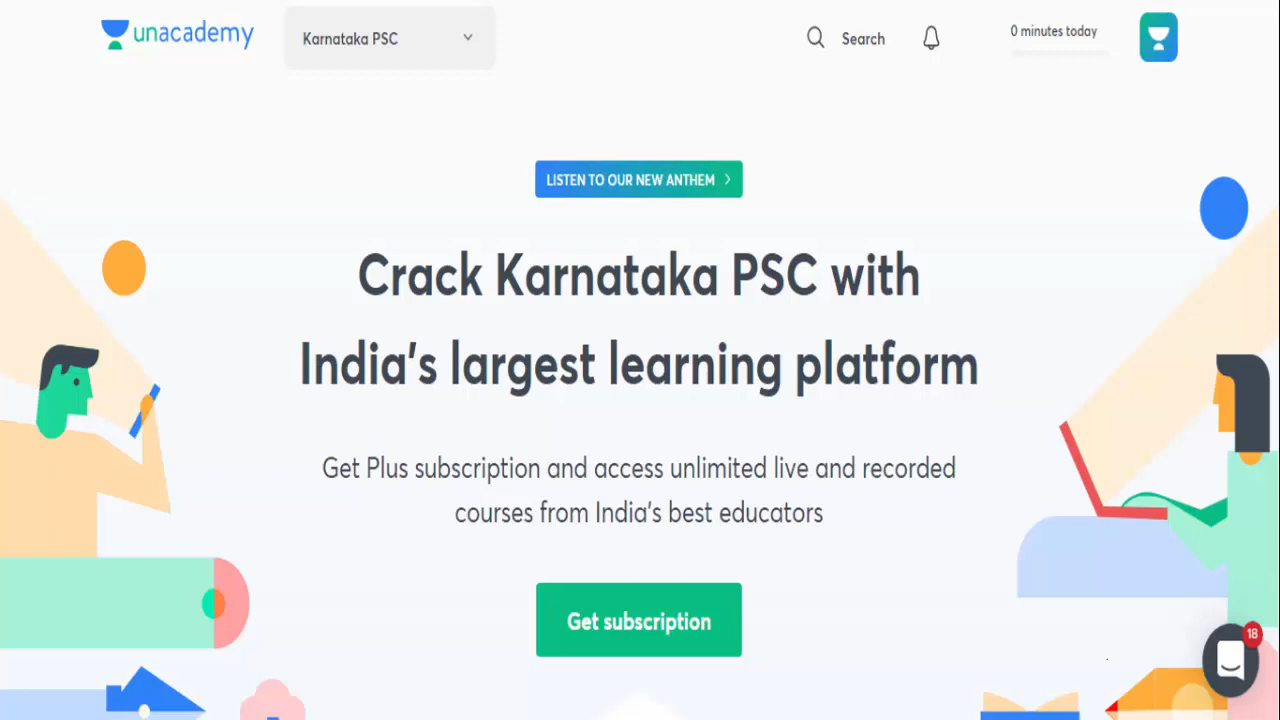 unacademy
Karnataka PSC
Search
0 minutes today
LISTEN TO OUR NEW ANTHEM
Crack Karnataka PSC with
India's largest learning platform
Get Plus subscription and access unlimited live and recorded
courses from India's best educators
Get subscription
18